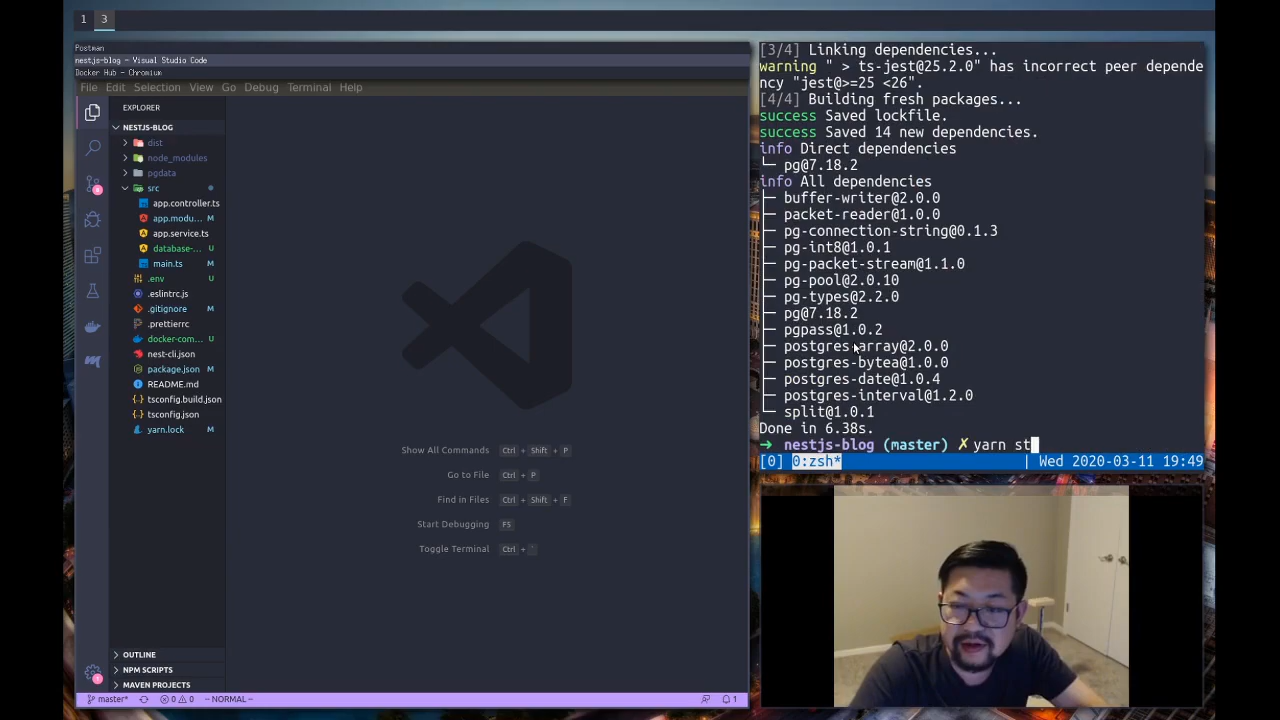 1 3
Postman
nestjs-blog - Visual Studio Code
Docker Hub - Chromium
File Edit Selection View Go Debug Terminal Help
EXPLORER
NESTJS-BLOG
dist
node_modules
pgdata
src
app.controller.ts
app.modu... M
app.service.ts
database-... U
main.ts M
.env U
.eslintrc.js
.gitignore M
.prettierrc
docker-com... U
nest-cli.json
package.json M
README.md
tsconfig.build.json
tsconfig.json
yarn.lock M
OUTLINE
NPM SCRIPTS
MAVEN PROJECTS
master* 0 0 -- NORMAL -- 1
Show All Commands Ctrl + Shift + P
Go to File Ctrl + P
Find in Files Ctrl + Shift + F
Start Debugging F5
Toggle Terminal Ctrl + `
[3/4] Linking dependencies...
warning " > ts-jest@25.2.0" has incorrect peer depende
ncy "jest@>=25 <26".
[4/4] Building fresh packages...
success Saved lockfile.
success Saved 14 new dependencies.
info Direct dependencies
└─ pg@7.18.2
info All dependencies
├─ buffer-writer@2.0.0
├─ packet-reader@1.0.0
├─ pg-connection-string@0.1.3
├─ pg-int8@1.0.1
├─ pg-packet-stream@1.1.0
├─ pg-pool@2.0.10
├─ pg-types@2.2.0
├─ pg@7.18.2
├─ pgpass@1.0.2
├─ postgres-array@2.0.0
├─ postgres-bytea@1.0.0
├─ postgres-date@1.0.4
├─ postgres-interval@1.2.0
└─ split@1.0.1
Done in 6.38s.
➜ nestjs-blog (master) ✗ yarn st
[0] 0:zsh* | Wed 2020-03-11 19:49